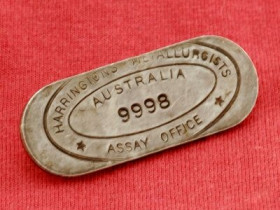 HARRINGTONS METALLURGISTS
AUSTRALIA
9998
ASSAY OFFICE